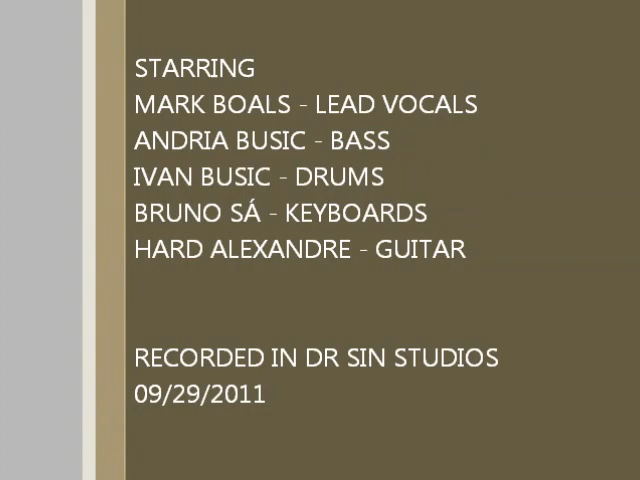 STARRING
MARK BOALS - LEAD VOCALS
ANDRIA BUSIC - BASS
IVAN BUSIC - DRUMS
BRUNO SÁ - KEYBOARDS
HARD ALEXANDRE - GUITAR
RECORDED IN DR SIN STUDIOS
09/29/2011